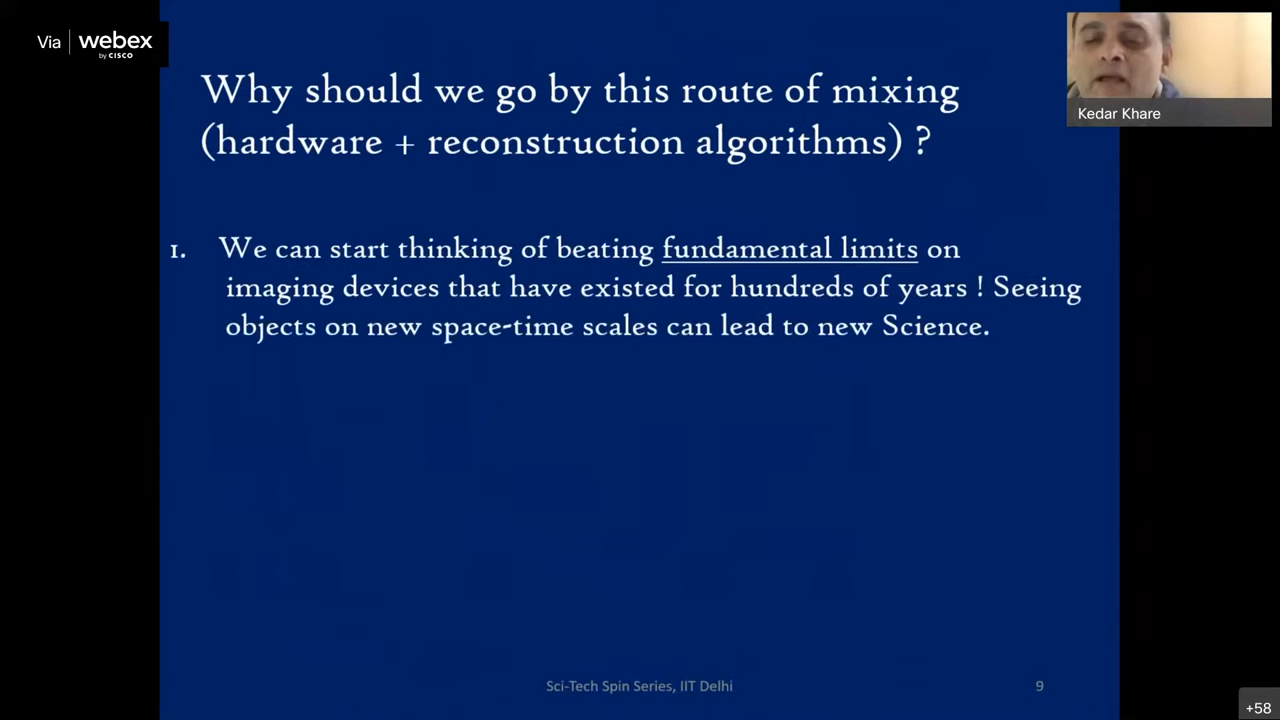 Via webex
by CISCO
Kedar Khare
Why should we go by this route of mixing
(hardware + reconstruction algorithms) ?
1. We can start thinking of beating fundamental limits on
imaging devices that have existed for hundreds of years ! Seeing
objects on new space-time scales can lead to new Science.
Sci-Tech Spin Series, IIT Delhi
9
+58